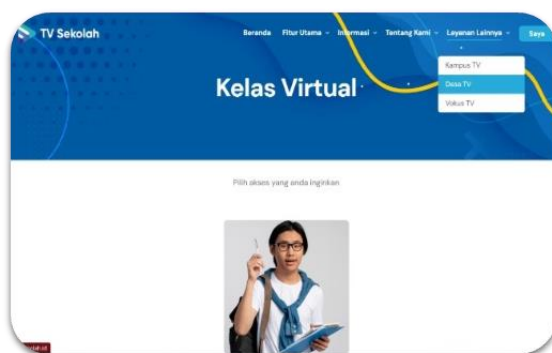 TV Sekolah
Beranda Fitur Utama Informasi Tentang Kami Layanan Lainnya Saya
Kampus TV
Desa TV
Vokus TV
Kelas Virtual
Pilih akses yang anda inginkan